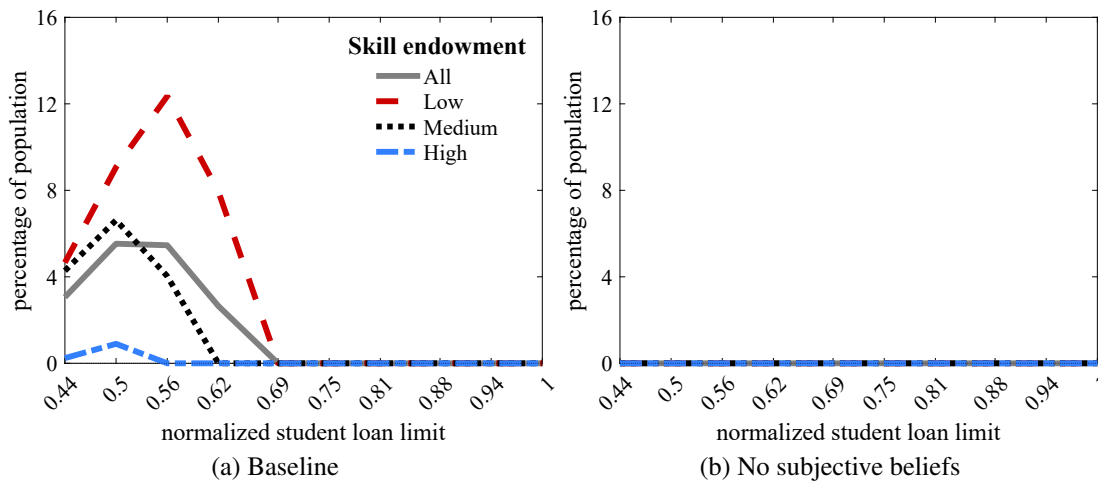 16
12
8
4
0
percentage of population
Skill endowment
All
Low
Medium
High
0.44 0.5 0.56 0.62 0.69 0.75 0.81 0.88 0.94 1
normalized student loan limit
(a) Baseline
16
12
8
4
0
percentage of population
0.44 0.5 0.56 0.62 0.69 0.75 0.81 0.88 0.94
normalized student loan limit
(b) No subjective beliefs